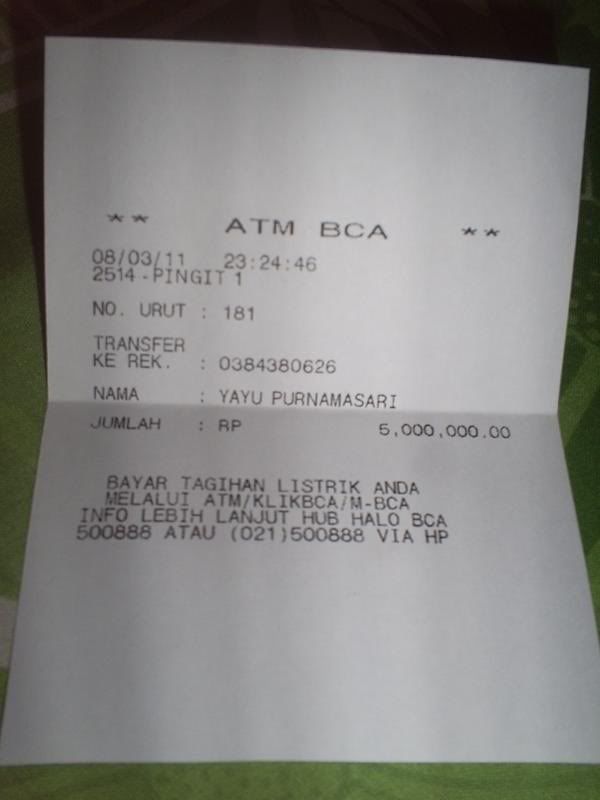 ** ATM BCA **
08/03/11 23:24:46
2514 - PINGIT 1
NO. URUT : 181
TRANSFER
KE REK. : 0384380626
NAMA : YAYU PURNAMASARI
JUMLAH : RP 5,000,000.00
BAYAR TAGIHAN LISTRIK ANDA
MELALUI ATM/KLIKBCA/M-BCA
INFO LEBIH LANJUT HUB HALO BCA
500888 ATAU (021)500888 VIA HP